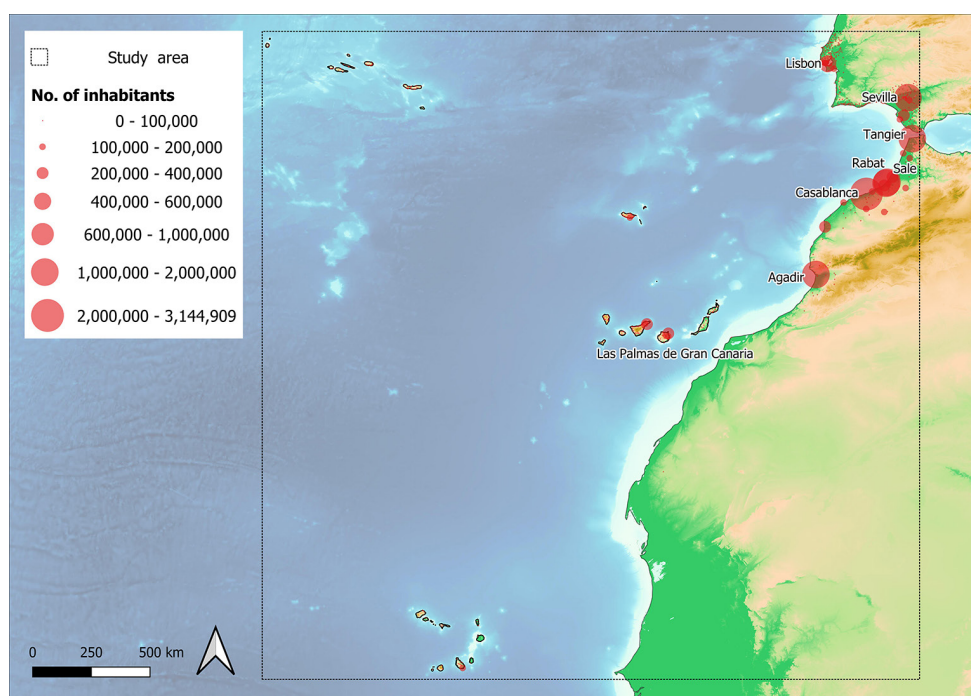 Study area
No. of inhabitants
0 - 100,000
100,000 - 200,000
200,000 - 400,000
400,000 - 600,000
600,000 - 1,000,000
1,000,000 - 2,000,000
2,000,000 - 3,144,909
Lisbon
Sevilla
Tangier
Rabat
Sale
Casablanca
Agadir
Las Palmas de Gran Canaria
0 250 500 km